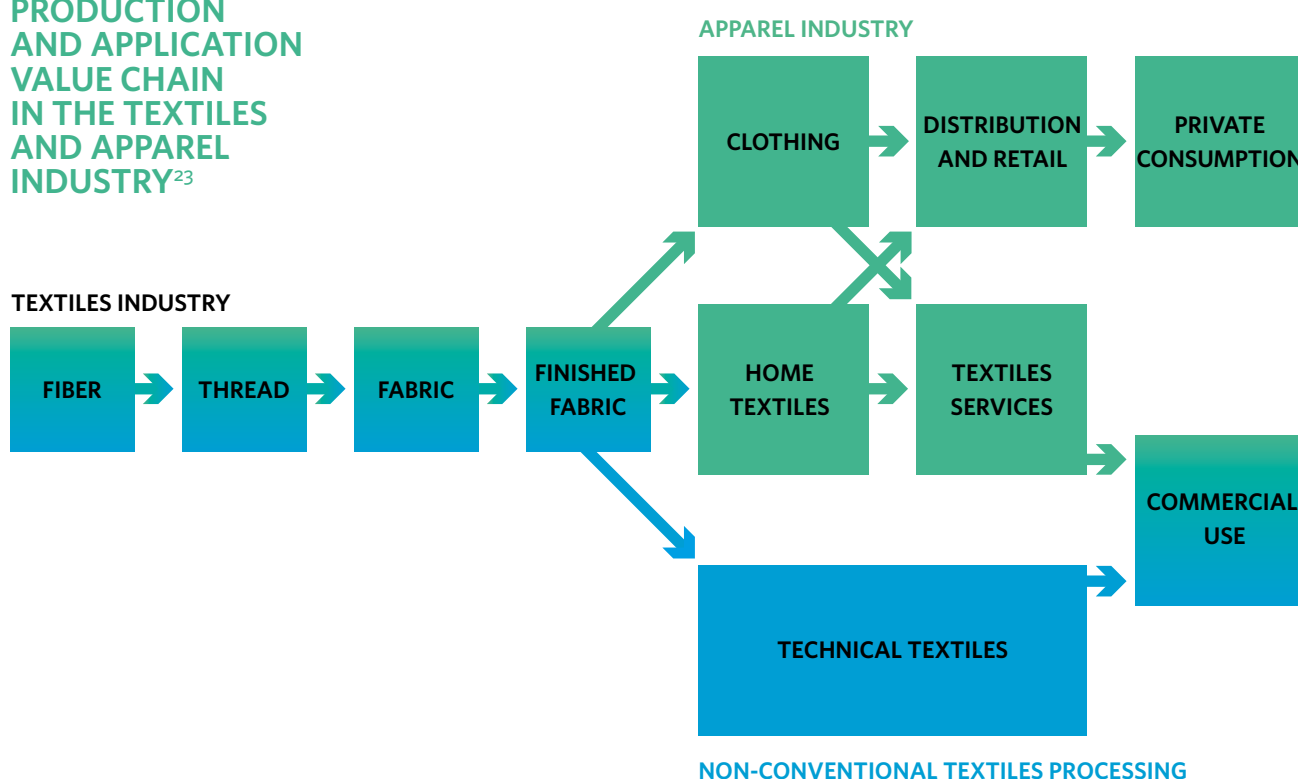 PRODUCTION
AND APPLICATION
VALUE CHAIN
IN THE TEXTILES
AND APPAREL
INDUSTRY²³
APPAREL INDUSTRY
CLOTHING
DISTRIBUTION
AND RETAIL
PRIVATE
CONSUMPTION
TEXTILES INDUSTRY
FIBER
THREAD
FABRIC
FINISHED
FABRIC
HOME
TEXTILES
TEXTILES
SERVICES
COMMERCIAL
USE
TECHNICAL TEXTILES
NON-CONVENTIONAL TEXTILES PROCESSING